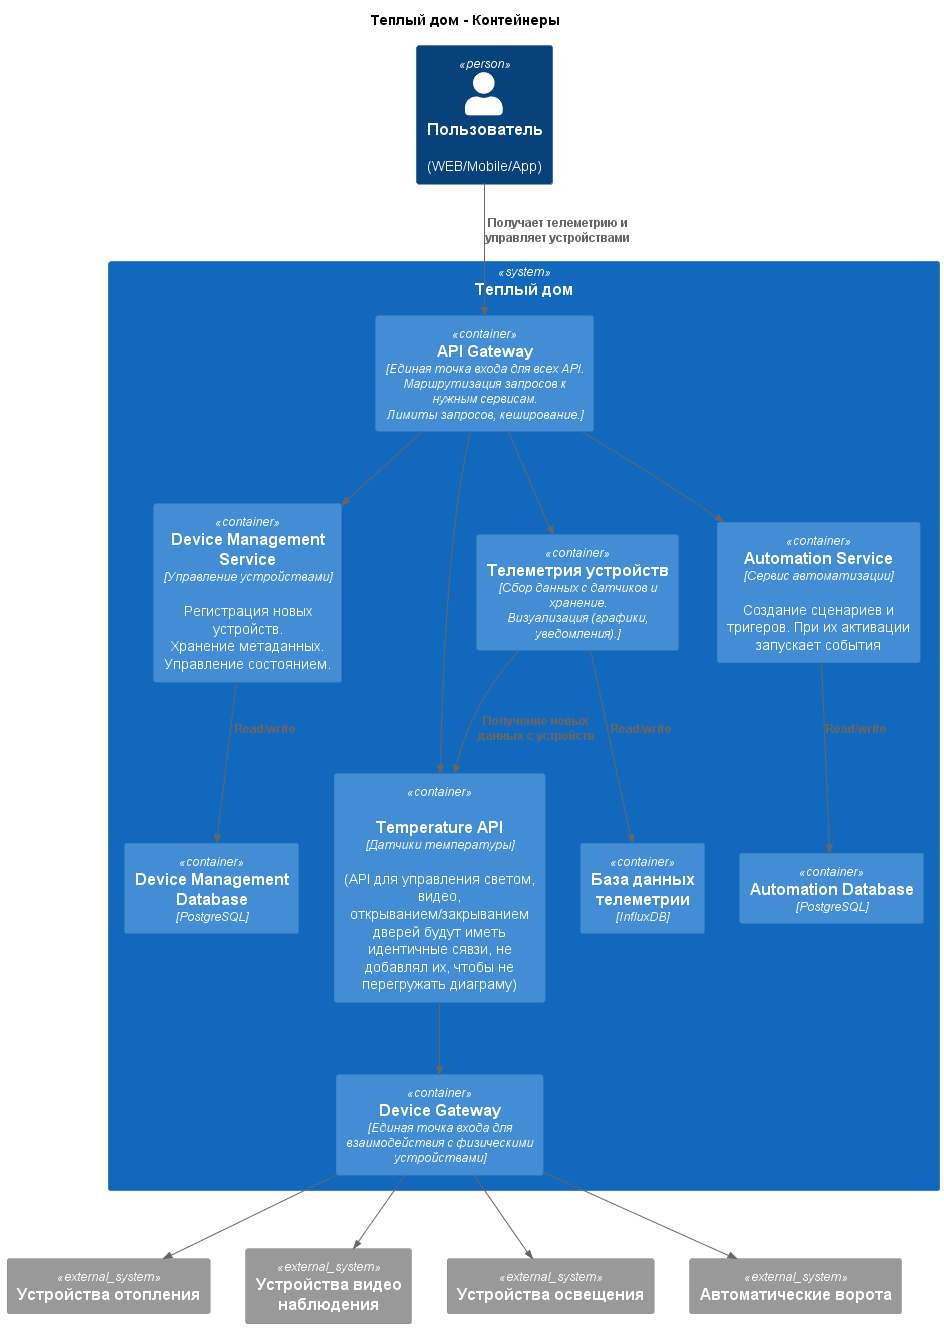 Теплый дом - Контейнеры
«person»
Пользователь
(WEB/Mobile/App)
Получает телеметрию и
управляет устройствами
«system»
Теплый дом
«container»
API Gateway
[Единая точка входа для всех API.
Маршрутизация запросов к
нужным сервисам.
Лимиты запросов, кеширование.]
«container»
Device Management
Service
[Управление устройствами]
Регистрация новых
устройств.
Хранение метаданных.
Управление состоянием.
«container»
Телеметрия устройств
[Сбор данных с датчиков и
хранение.
Визуализация (графики,
уведомления).]
«container»
Automation Service
[Сервис автоматизации]
Создание сценариев и
тригеров. При их активации
запускает события
Read/write
Получение новых
данных с устройств
Read/write
Read/write
«container»
Device Management
Database
[PostgreSQL]
«container»
Temperature API
[Датчики температуры]
(API для управления светом,
видео,
открыванием/закрыванием
дверей будут иметь
идентичные сявзи, не
добавлял их, чтобы не
перегружать диаграму)
«container»
База данных
телеметрии
[InfluxDB]
«container»
Automation Database
[PostgreSQL]
«container»
Device Gateway
[Единая точка входа для
взаимодействия с физическими
устройствами]
«external_system»
Устройства отопления
«external_system»
Устройства видео
наблюдения
«external_system»
Устройства освещения
«external_system»
Автоматические ворота